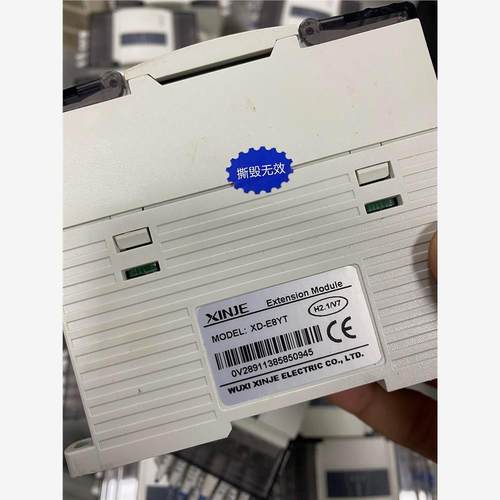 撕毁无效
XINJE Extension Module
MODEL: XD-E8YT H2.1/V7
0V28911385850945
CE
WUXI XINJE ELECTRIC CO., LTD.